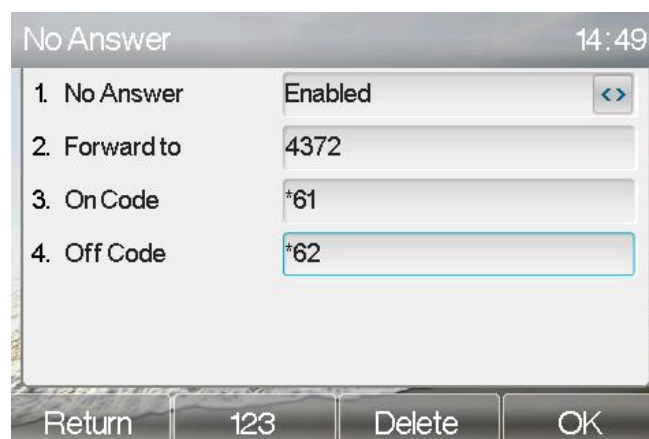 No Answer 14:49
1. No Answer Enabled <>
2. Forward to 4372
3. On Code *61
4. Off Code *62
Return 123 Delete OK